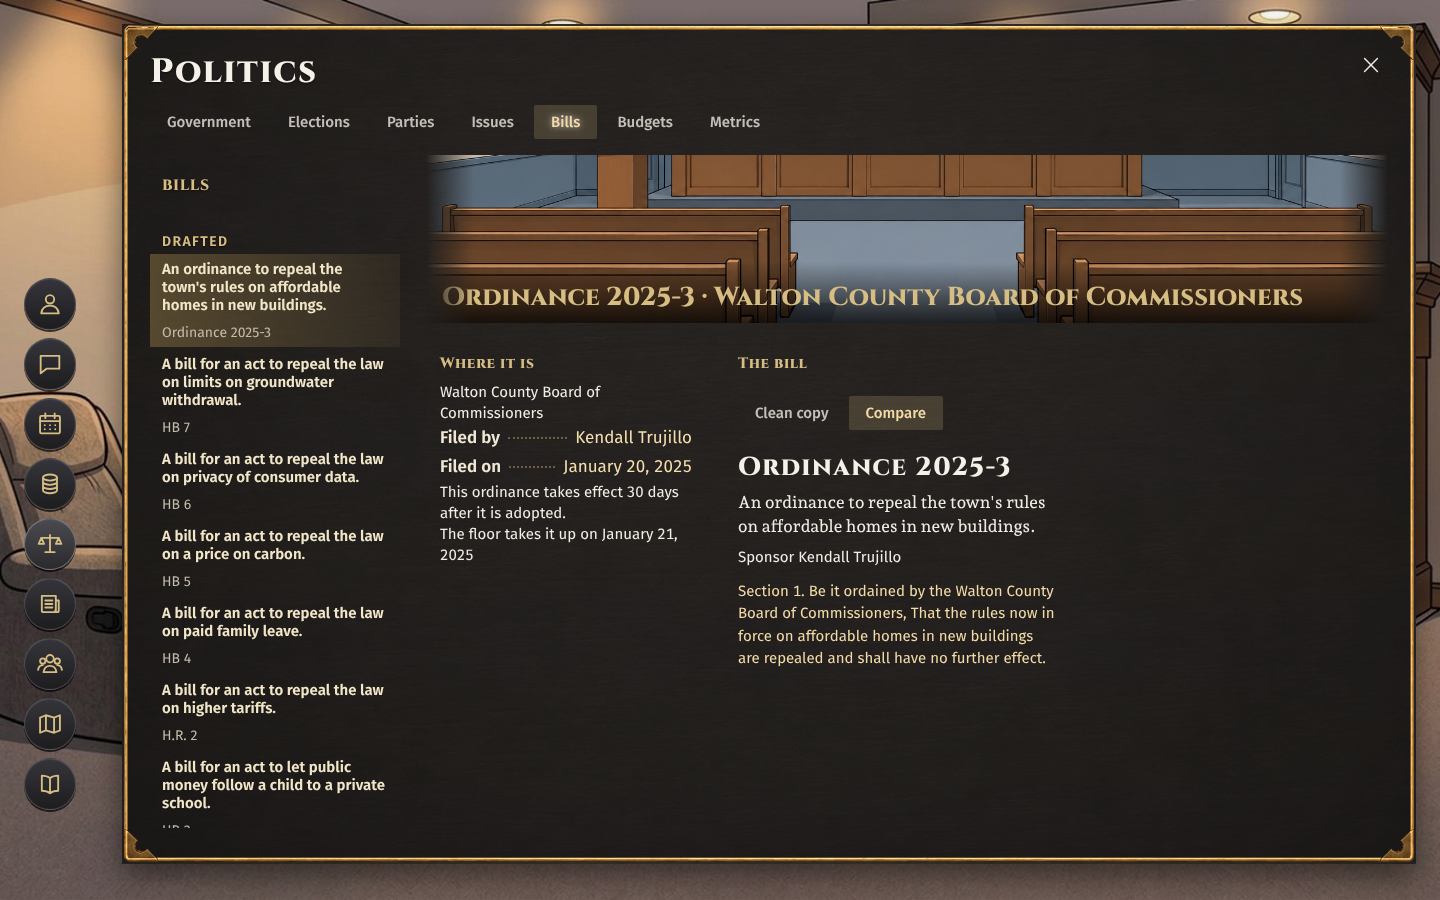 Politics
Government
Elections
Parties
Issues
Bills
Budgets
Metrics
BILLS
DRAFTED
An ordinance to repeal the
town's rules on affordable
homes in new buildings.
Ordinance 2025-3
A bill for an act to repeal the law
on limits on groundwater
withdrawal.
HB 7
A bill for an act to repeal the law
on privacy of consumer data.
HB 6
A bill for an act to repeal the law
on a price on carbon.
HB 5
A bill for an act to repeal the law
on paid family leave.
HB 4
A bill for an act to repeal the law
on higher tariffs.
H.R. 2
A bill for an act to let public
money follow a child to a private
school.
Ordinance 2025-3 · Walton County Board of Commissioners
Where it is
Walton County Board of
Commissioners
Filed by Kendall Trujillo
Filed on January 20, 2025
This ordinance takes effect 30 days
after it is adopted.
The floor takes it up on January 21,
2025
The bill
Clean copy
Compare
Ordinance 2025-3
An ordinance to repeal the town's rules
on affordable homes in new buildings.
Sponsor Kendall Trujillo
Section 1. Be it ordained by the Walton County
Board of Commissioners, That the rules now in
force on affordable homes in new buildings
are repealed and shall have no further effect.